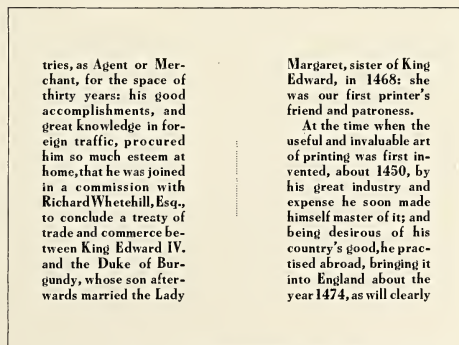 tries, as Agent or Mer-
chant, for the space of
thirty years: his good
accomplishments, and
great knowledge in for-
eign traffic, procured
him so much esteem at
home,that he was joined
in a commission with
Richard Whetehill, Esq.,
to conclude a treaty of
trade and commerce be-
tween King Edward IV.
and the Duke of Bur-
gundy, whose son after-
wards married the Lady
Margaret, sister of King
Edward, in 1468: she
was our first printer's
friend and patroness.
At the time when the
useful and invaluable art
of printing was first in-
vented, about 1450, by
his great industry and
expense he soon made
himself master of it; and
being desirous of his
country's good,he prac-
tised abroad, bringing it
into England about the
year 1474, as will clearly